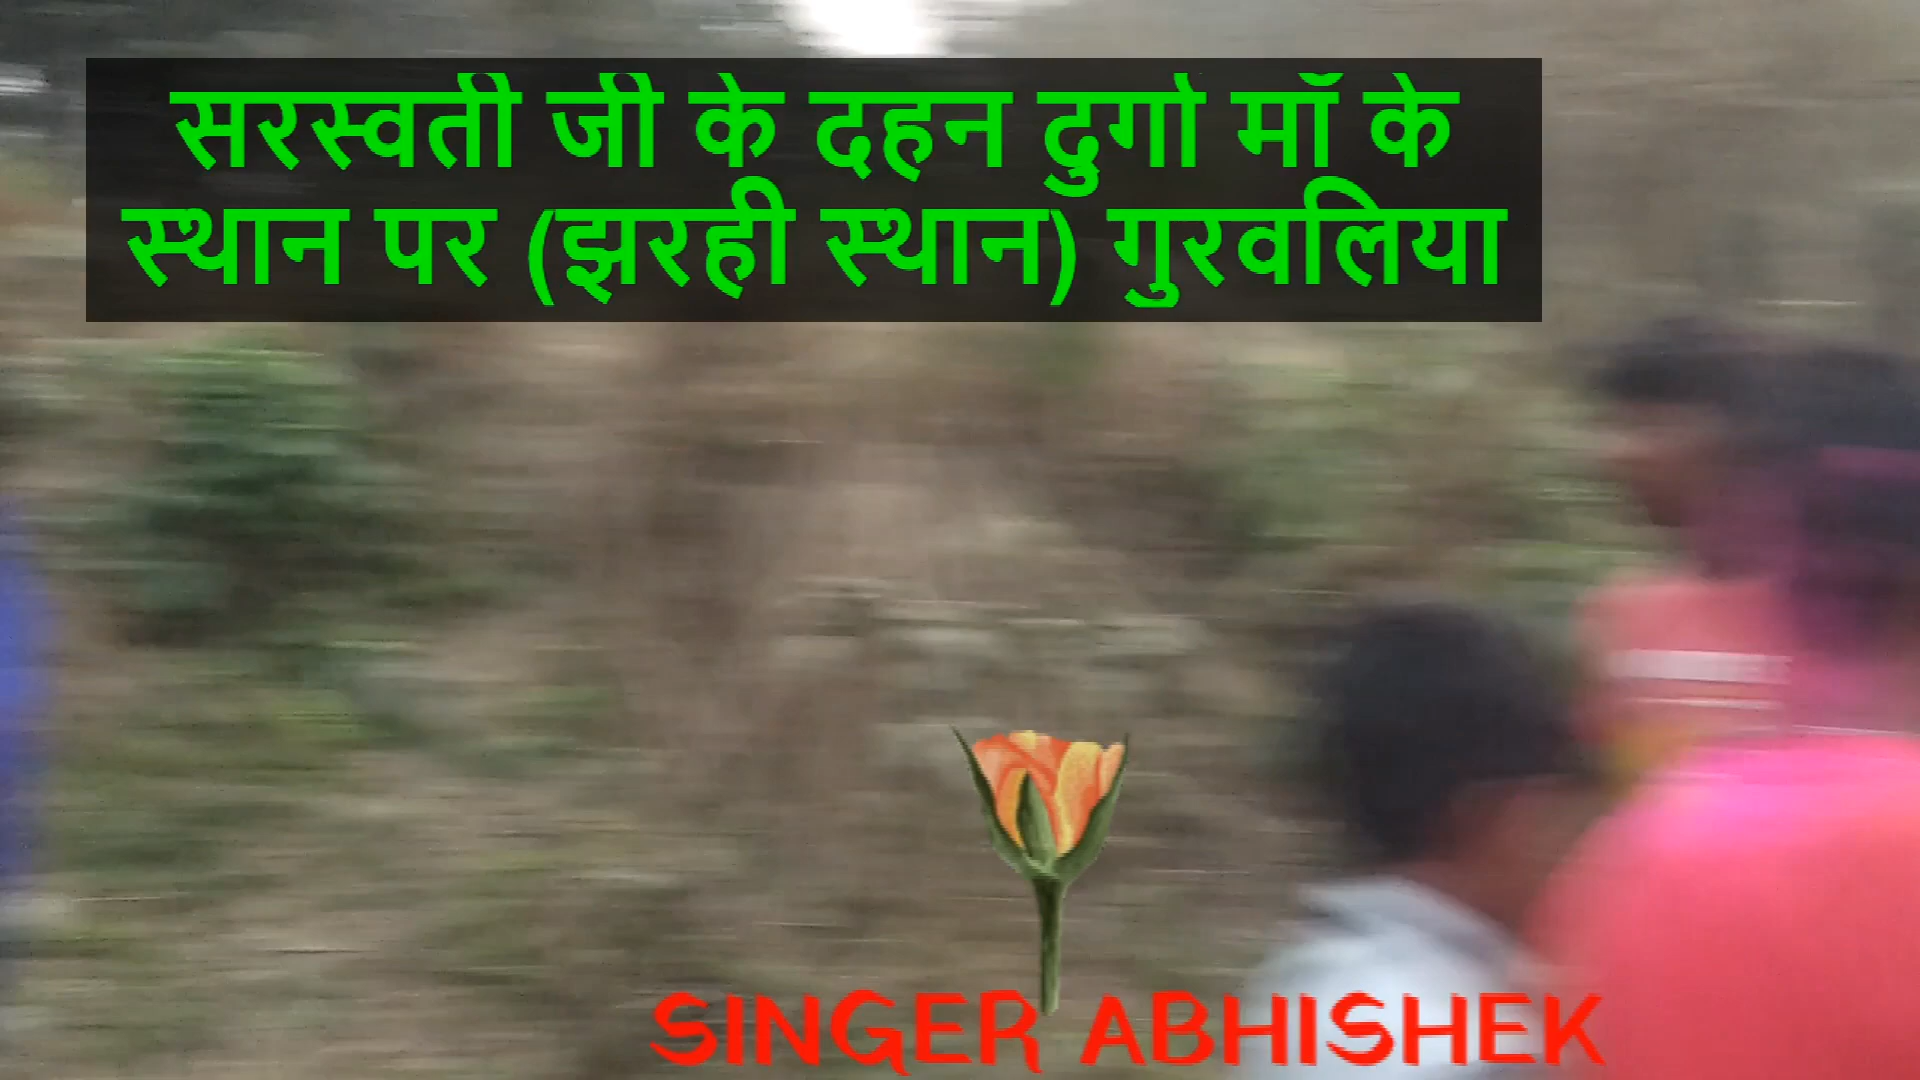 सरस्वती जी के दहन दुर्गा माँ के
स्थान पर (झरही स्थान) गुरवलिया
SINGER ABHISHEK